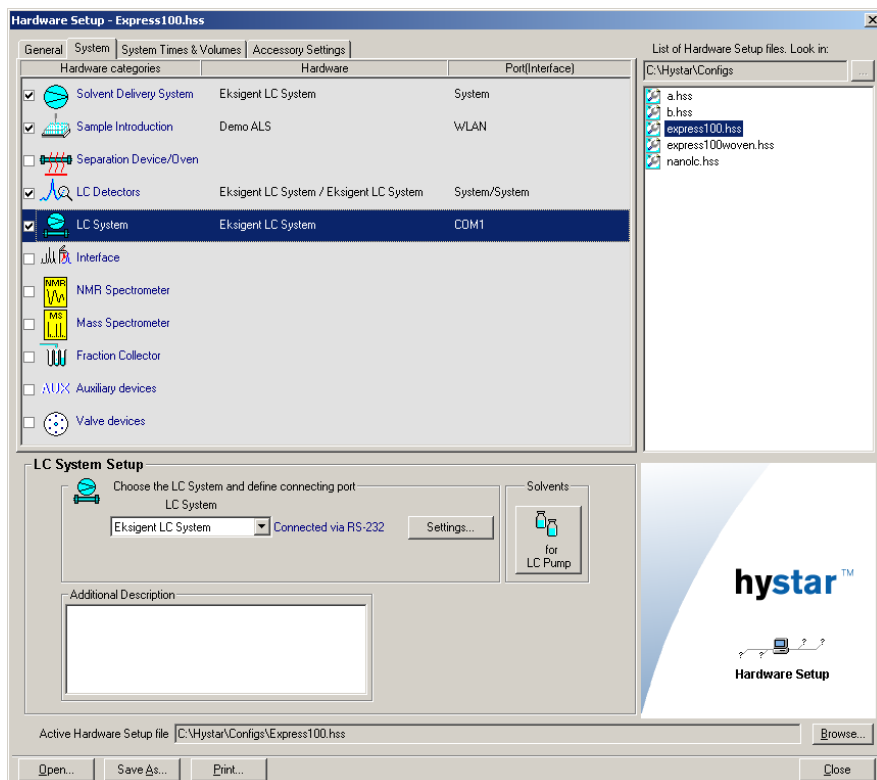 Hardware Setup - Express100.hss
General System System Times & Volumes Accessory Settings
Hardware categories Hardware Port(Interface)
Solvent Delivery System Eksigent LC System System
Sample Introduction Demo ALS WLAN
Separation Device/Oven
LC Detectors Eksigent LC System / Eksigent LC System System/System
LC System Eksigent LC System COM1
Interface
NMR NMR Spectrometer
MS Mass Spectrometer
Fraction Collector
AUX Auxiliary devices
Valve devices
List of Hardware Setup files. Look in:
C:\Hystar\Configs ...
a.hss
b.hss
express100.hss
express100woven.hss
nanolc.hss
LC System Setup
Choose the LC System and define connecting port
LC System
Eksigent LC System Connected via RS-232 Settings...
Solvents
for
LC Pump
Additional Description
hystar™
? ? ? ?
Hardware Setup
Active Hardware Setup file C:\Hystar\Configs\Express100.hss Browse...
Open... Save As... Print... Close